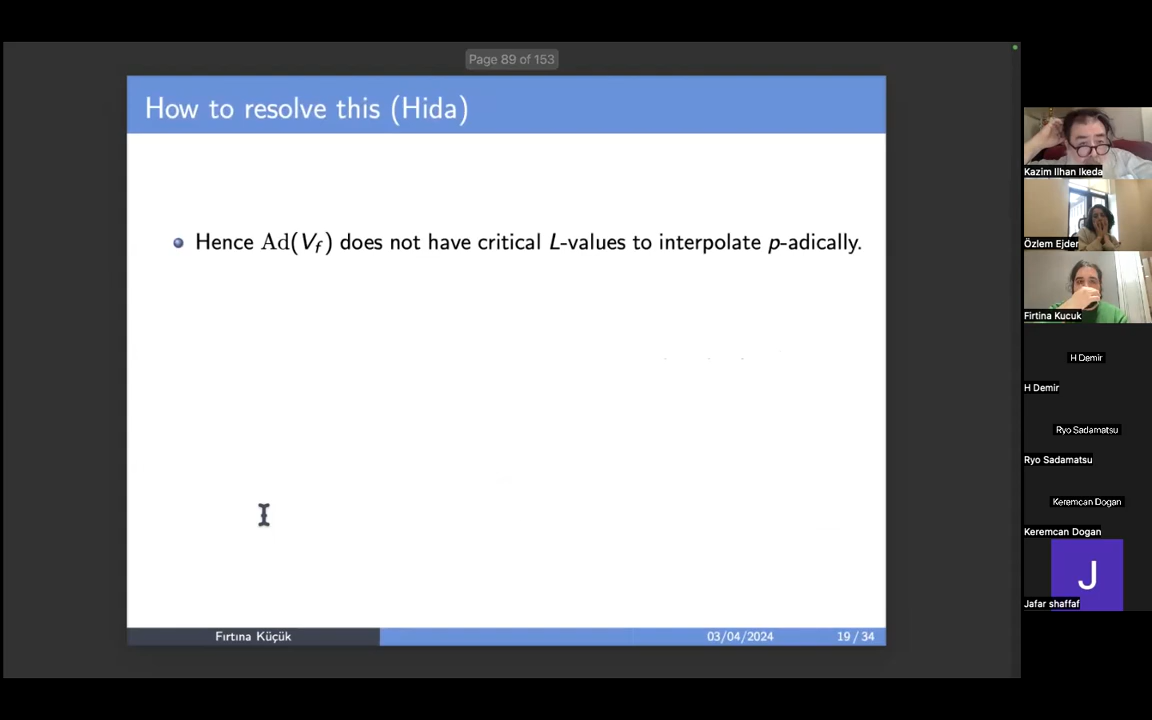 Page 89 of 153
How to resolve this (Hida)
Hence Ad(V_f) does not have critical L-values to interpolate p-adically.
Fırtına Küçük
03/04/2024
19 / 34
Kazim Ilhan Ikeda
Özlem Ejder
Firtina Kucuk
H Demir
H Demir
Ryo Sadamatsu
Ryo Sadamatsu
Keremcan Dogan
Keremcan Dogan
J
Jafar shaffaf